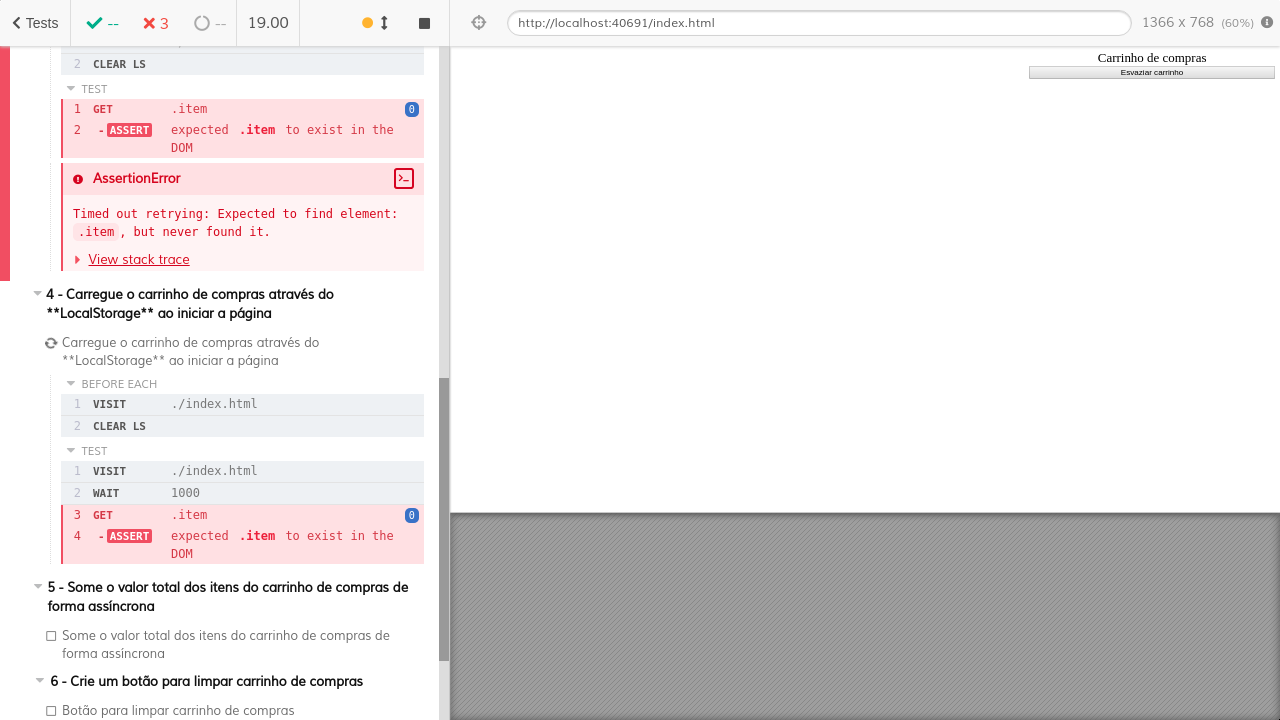 Tests
--
3
--
19.00
http://localhost:40691/index.html
1366 x 768 (60%)
2 CLEAR LS
TEST
1 GET .item 0
2 -ASSERT expected .item to exist in the
DOM
AssertionError
Timed out retrying: Expected to find element:
.item, but never found it.
View stack trace
4 - Carregue o carrinho de compras através do
**LocalStorage** ao iniciar a página
Carregue o carrinho de compras através do
**LocalStorage** ao iniciar a página
BEFORE EACH
1 VISIT ./index.html
2 CLEAR LS
TEST
1 VISIT ./index.html
2 WAIT 1000
3 GET .item 0
4 -ASSERT expected .item to exist in the
DOM
5 - Some o valor total dos itens do carrinho de compras de
forma assíncrona
Some o valor total dos itens do carrinho de compras de
forma assíncrona
6 - Crie um botão para limpar carrinho de compras
Botão para limpar carrinho de compras
Carrinho de compras
Esvaziar carrinho